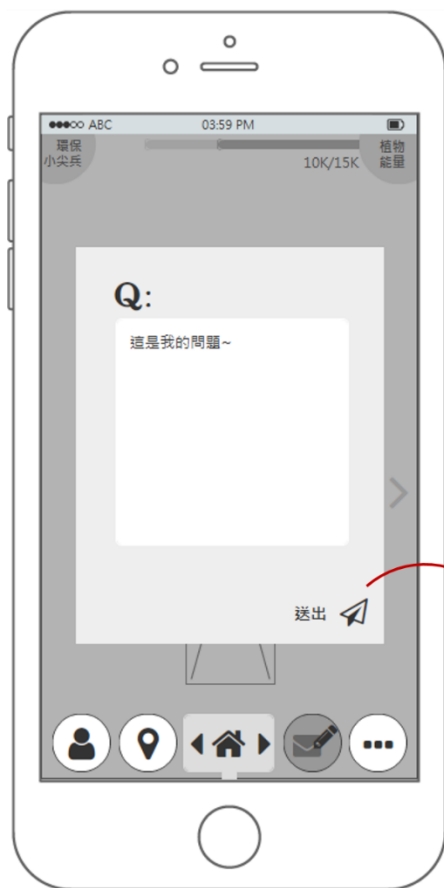 ABC
03:59 PM
環保
小尖兵
10K/15K
植物
能量
Q:
這是我的問題~
送出